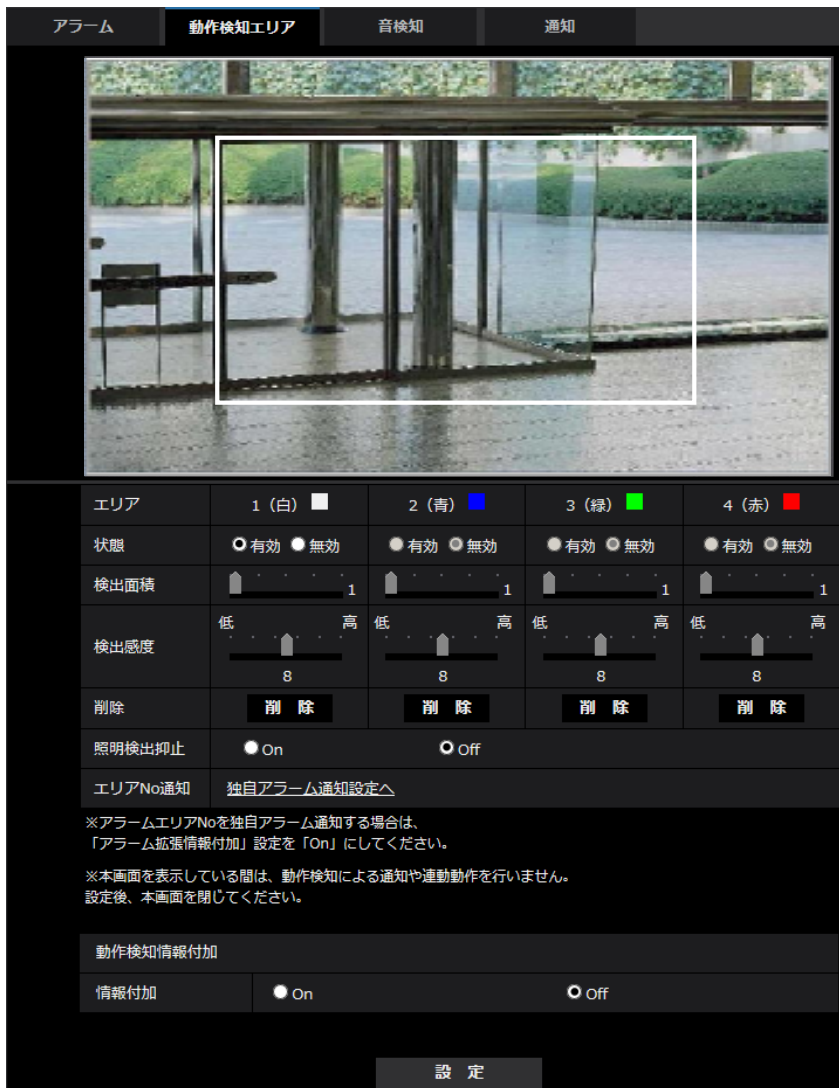 アラーム 動作検知エリア 音検知 通知
エリア 1（白） 2（青） 3（緑） 4（赤）
状態 有効 無効 有効 無効 有効 無効 有効 無効
検出面積 1 1 1 1
低 高 低 高 低 高 低 高
検出感度
8 8 8 8
削除 削 除 削 除 削 除 削 除
照明検出抑止 On Off
エリアNo通知 独自アラーム通知設定へ
※アラームエリアNoを独自アラーム通知する場合は、
「アラーム拡張情報付加」設定を「On」にしてください。
※本画面を表示している間は、動作検知による通知や連動動作を行いません。
設定後、本画面を閉じてください。
動作検知情報付加
情報付加 On Off
設 定